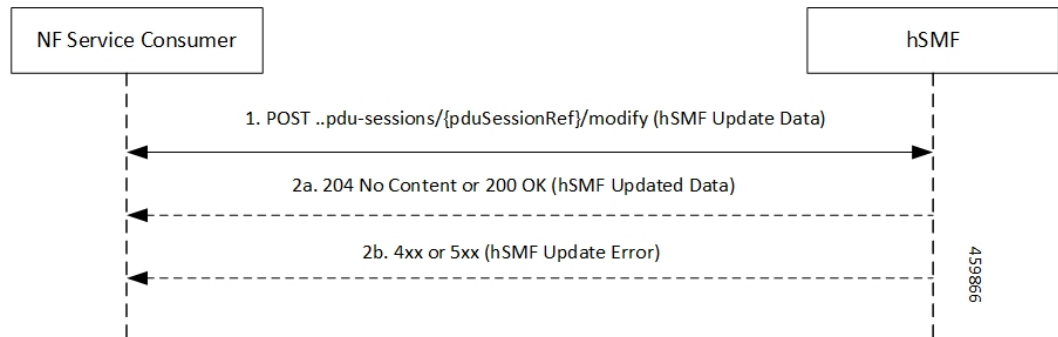 NF Service Consumer
hSMF
1. POST ..pdu-sessions/{pduSessionRef}/modify (hSMF Update Data)
2a. 204 No Content or 200 OK (hSMF Updated Data)
2b. 4xx or 5xx (hSMF Update Error)
459866